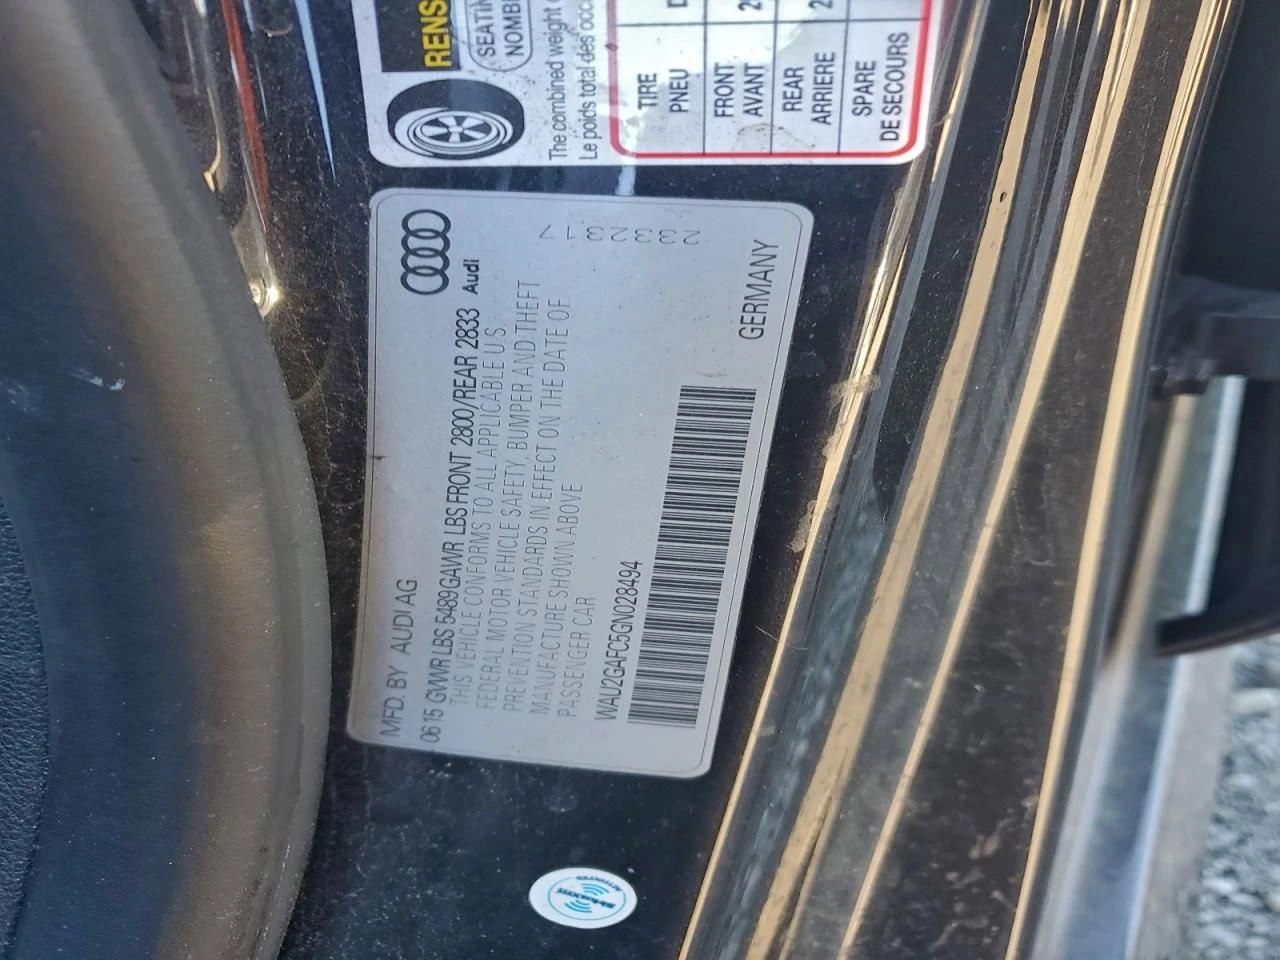 MFD. BY AUDI AG
06 15 GWWR LBS 5489 GAWR LBS FRONT 2800/REAR 2833
THIS VEHICLE CONFORMS TO ALL APPLICABLE U.S.
FEDERAL MOTOR VEHICLE SAFETY, BUMPER AND THEFT
PREVENTION STANDARDS IN EFFECT ON THE DATE OF
MANUFACTURE SHOWN ABOVE
PASSENGER CAR
WAU2GAFC5GN028494
Audi
GERMANY
RENS
SEATIN
NOMB
The combined weight
Le poids total des occ
TIRE
PNEU
FRONT
AVANT
REAR
ARRIERE
SPARE
DE SECOURS